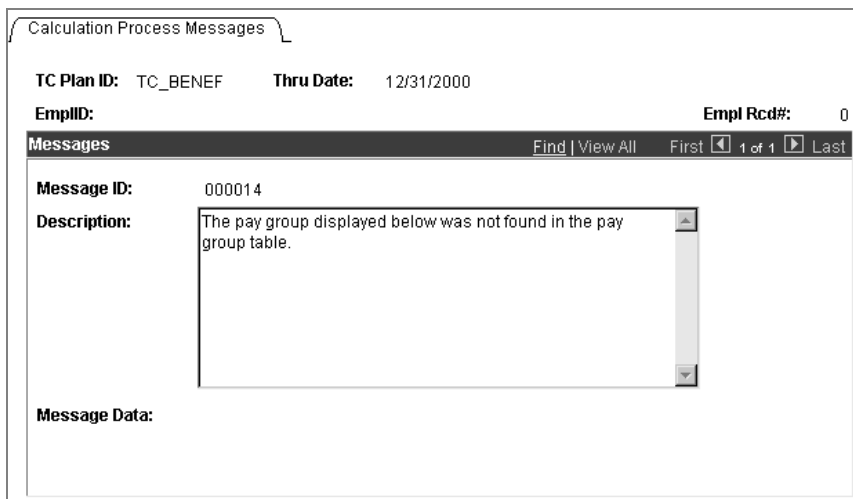 Calculation Process Messages
TC Plan ID: TC_BENEF Thru Date: 12/31/2000
EmplID: Empl Rcd#: 0
Messages Find | View All First 1 of 1 Last
Message ID: 000014
Description: The pay group displayed below was not found in the pay
group table.
Message Data: